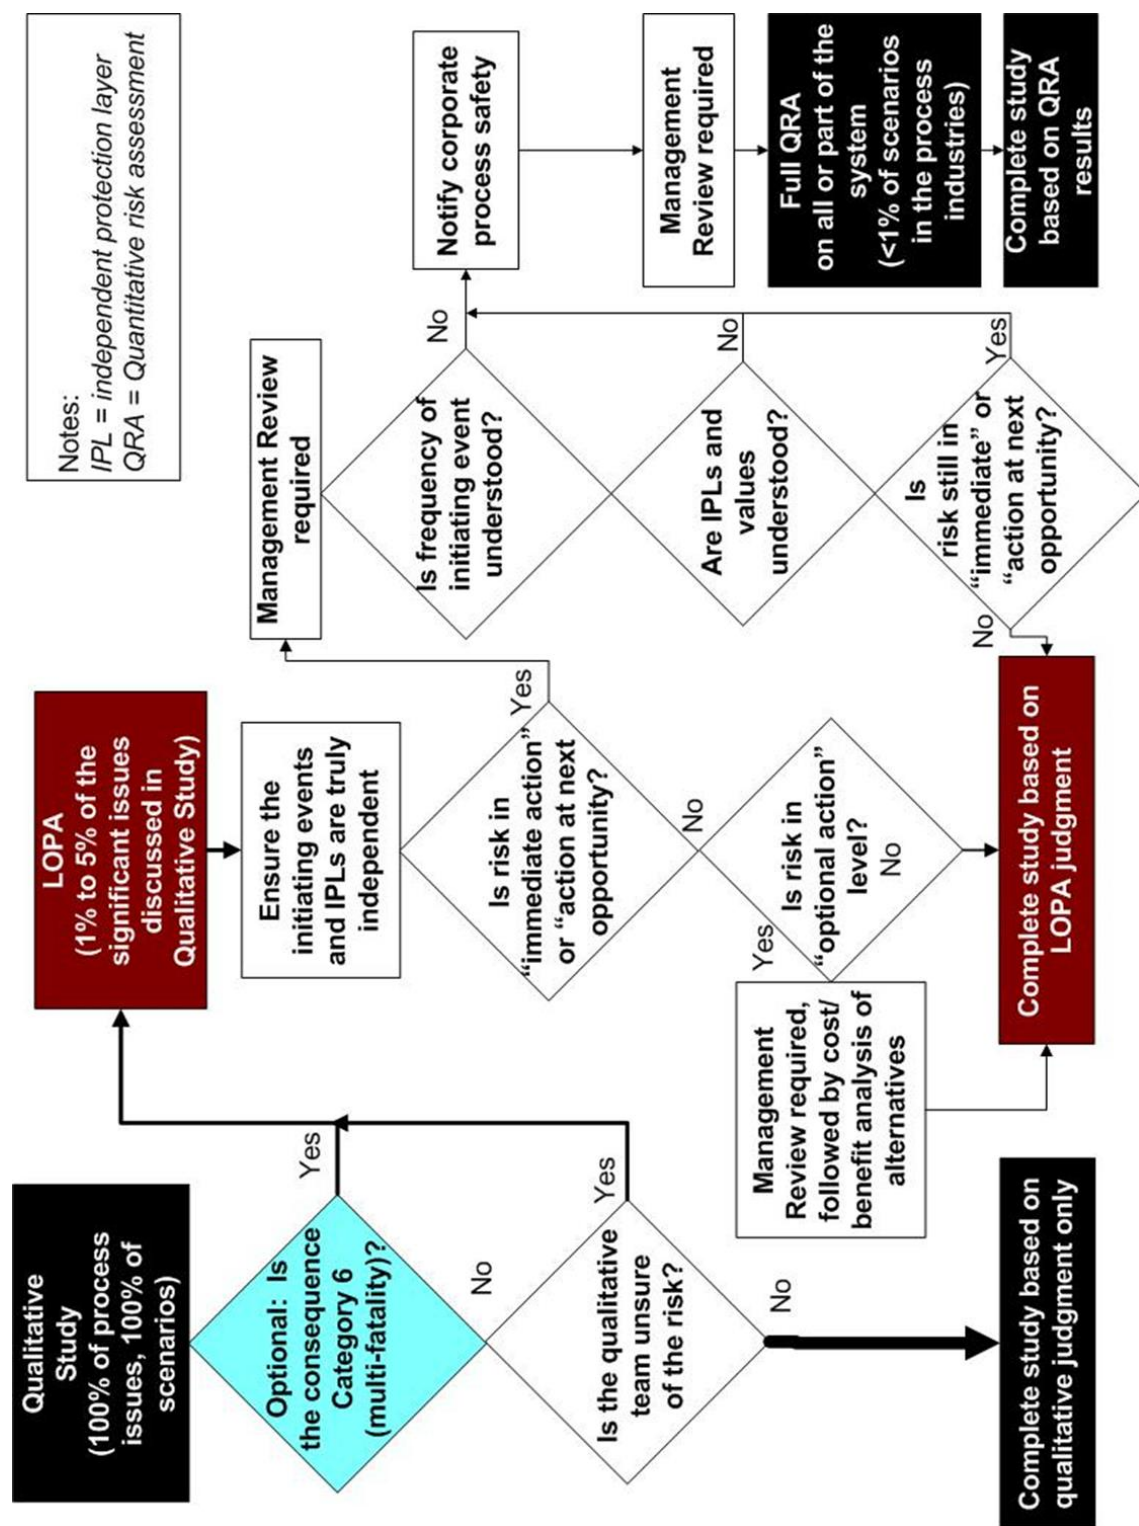 Qualitative
Study
(100% of process
issues, 100% of
scenarios)
Optional: Is
the consequence
Category 6
(multi-fatality)?
Yes
No
Is the qualitative
team unsure
of the risk?
Yes
No
Complete study based on
qualitative judgment only
LOPA
(1% to 5% of the
significant issues
discussed in
Qualitative Study)
Ensure the
initiating events
and IPLs are truly
independent
Is risk in
“immediate action”
or “action at next
opportunity?
Yes
No
Is risk in
“optional action”
level?
No
Yes
Management
Review required,
followed by cost/
benefit analysis of
alternatives
Complete study based on
LOPA judgment
Notes:
IPL = independent protection layer
QRA = Quantitative risk assessment
Management Review
required
Is frequency of
initiating event
understood?
No
Are IPLs and
values
understood?
No
Is
risk still in
“immediate” or
“action at next
opportunity?
Yes
No
Notify corporate
process safety
Management
Review required
Full QRA
on all or part of the
system
(<1% of scenarios
in the process
industries)
Complete study
based on QRA
results